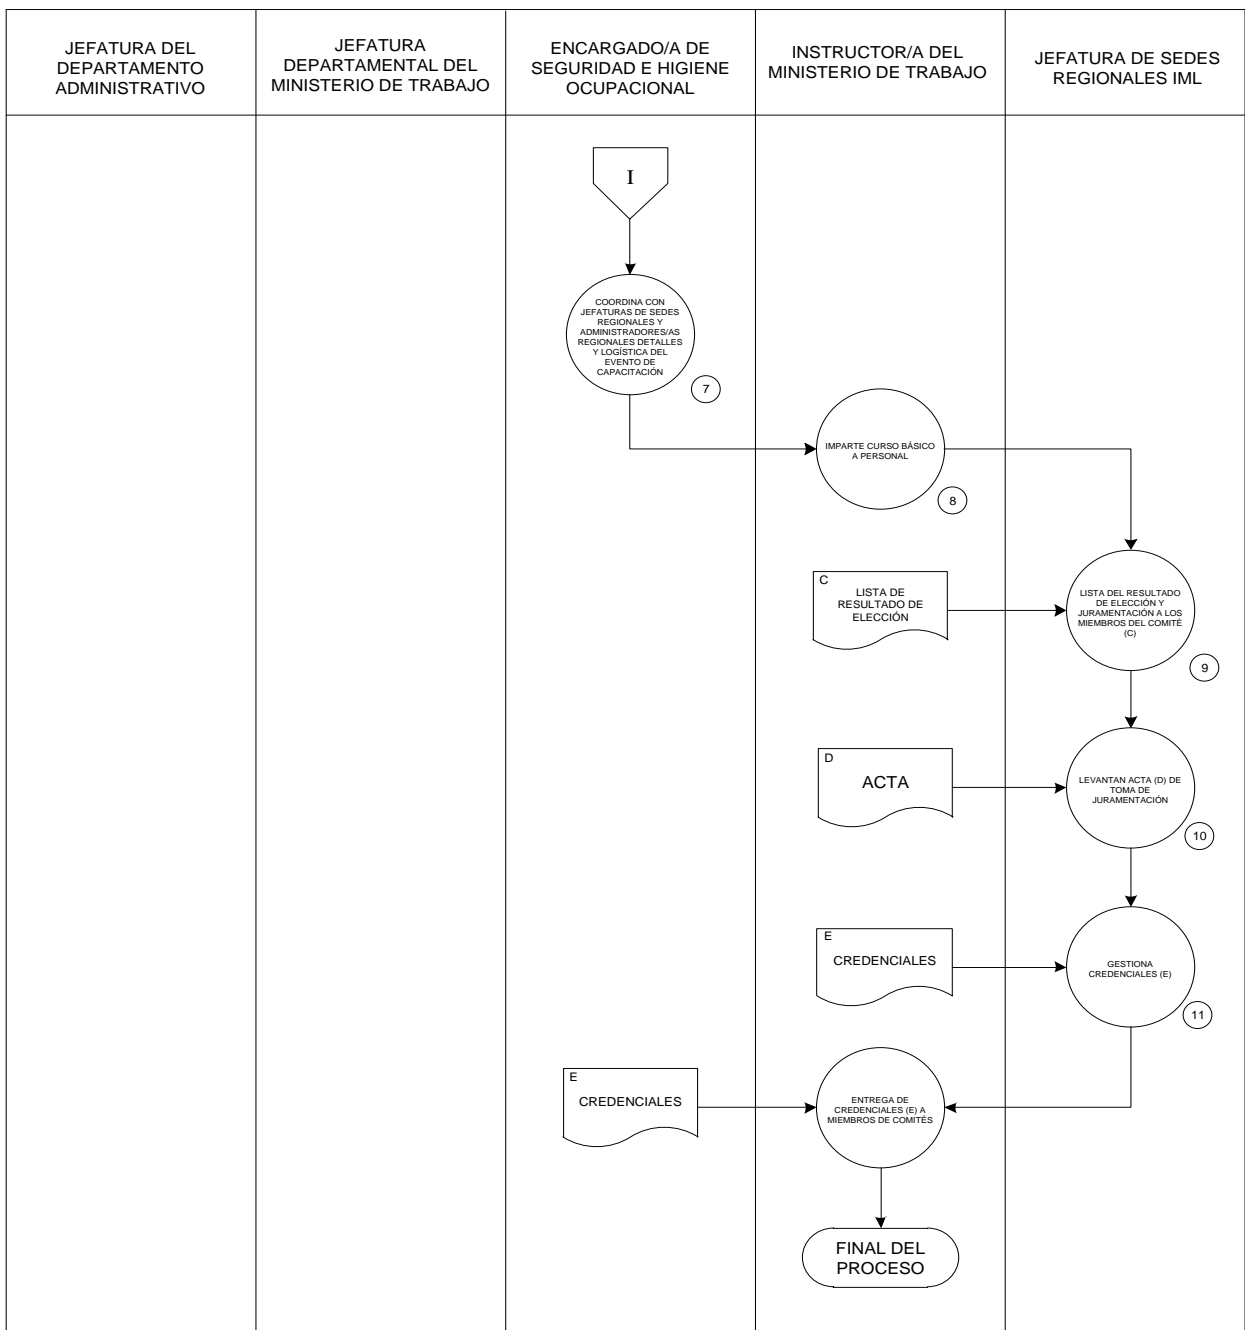 JEFATURA DEL
DEPARTAMENTO
ADMINISTRATIVO
JEFATURA
DEPARTAMENTAL DEL
MINISTERIO DE TRABAJO
ENCARGADO/A DE
SEGURIDAD E HIGIENE
OCUPACIONAL
INSTRUCTOR/A DEL
MINISTERIO DE TRABAJO
JEFATURA DE SEDES
REGIONALES IML
I
COORDINA CON
JEFATURAS DE SEDES
REGIONALES Y
ADMINISTRADORES/AS
REGIONALES DETALLES
Y LOGÍSTICA DEL
EVENTO DE
CAPACITACIÓN
7
IMPARTE CURSO BÁSICO
A PERSONAL
8
C
LISTA DE
RESULTADO DE
ELECCIÓN
LISTA DEL RESULTADO
DE ELECCIÓN Y
JURAMENTACIÓN A LOS
MIEMBROS DEL COMITÉ
(C)
9
D
ACTA
LEVANTAN ACTA (D) DE
TOMA DE
JURAMENTACIÓN
10
E
CREDENCIALES
GESTIONA
CREDENCIALES (E)
11
E
CREDENCIALES
ENTREGA DE
CREDENCIALES (E) A
MIEMBROS DE COMITÉS
FINAL DEL
PROCESO